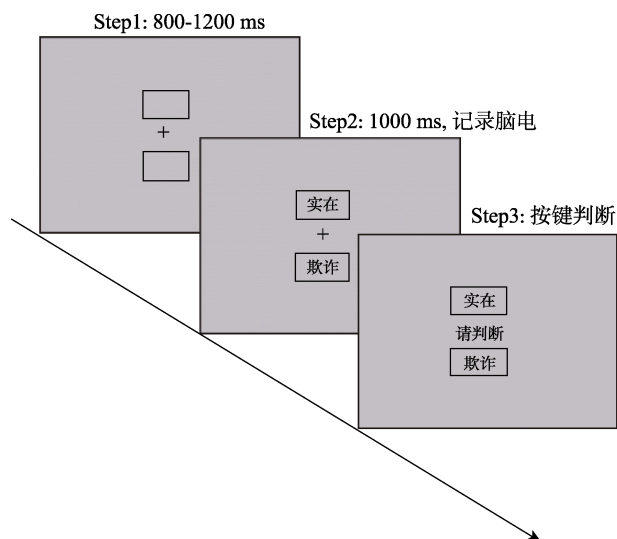 Step1: 800-1200 ms
+
Step2: 1000 ms, 记录脑电
实在
+
欺诈
Step3: 按键判断
实在
请判断
欺诈